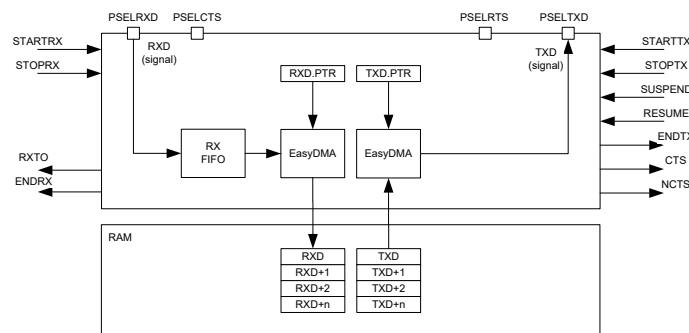 PSELRXD PSELCTS PSELRTS PSELTXD
STARTRX RXD (signal) TXD (signal) STARTTX
STOPRX STOPTX
RXD.PTR TXD.PTR
SUSPEND
RESUME
RX FIFO EasyDMA EasyDMA
ENDTX
RXTO CTS
ENDRX NCTS
RAM
RXD TXD
RXD+1 TXD+1
RXD+2 TXD+2
RXD+n TXD+n